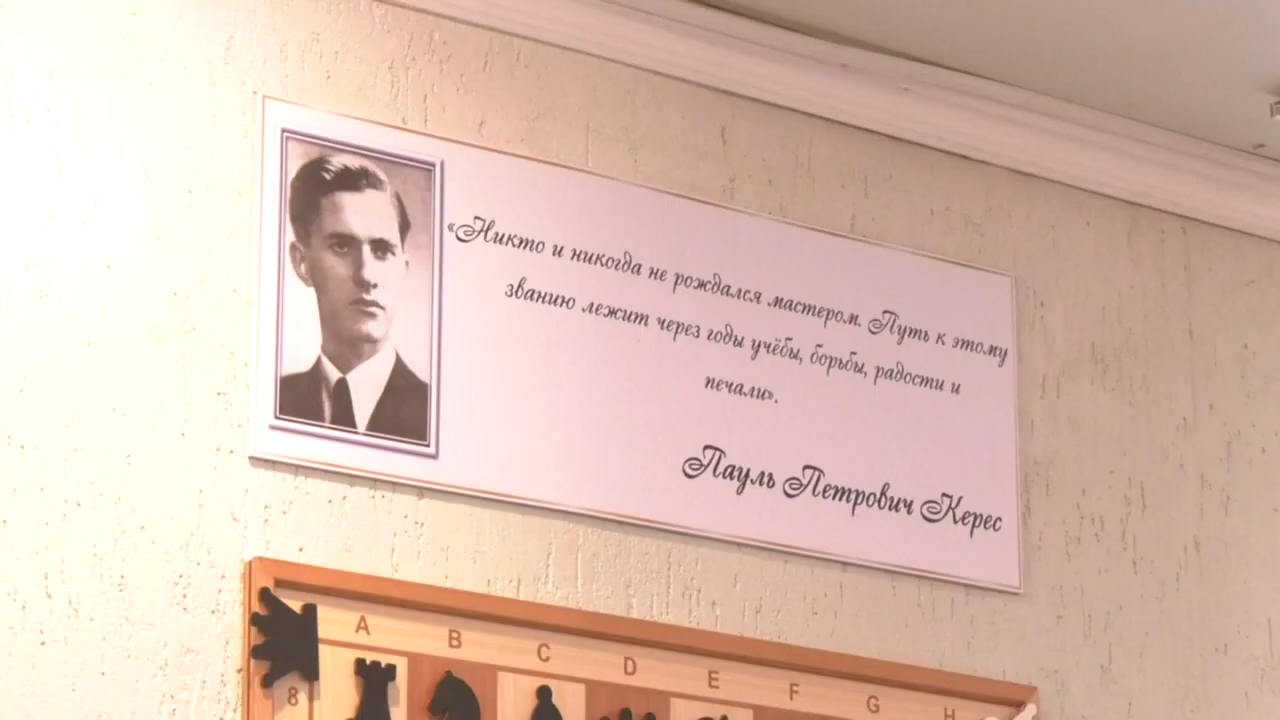 «Никто и никогда не рождался мастером. Путь к этому
званию лежит через годы учёбы, борьбы, радости и
печали».
Пауль Петрович Керес
A B C D E F G H
8